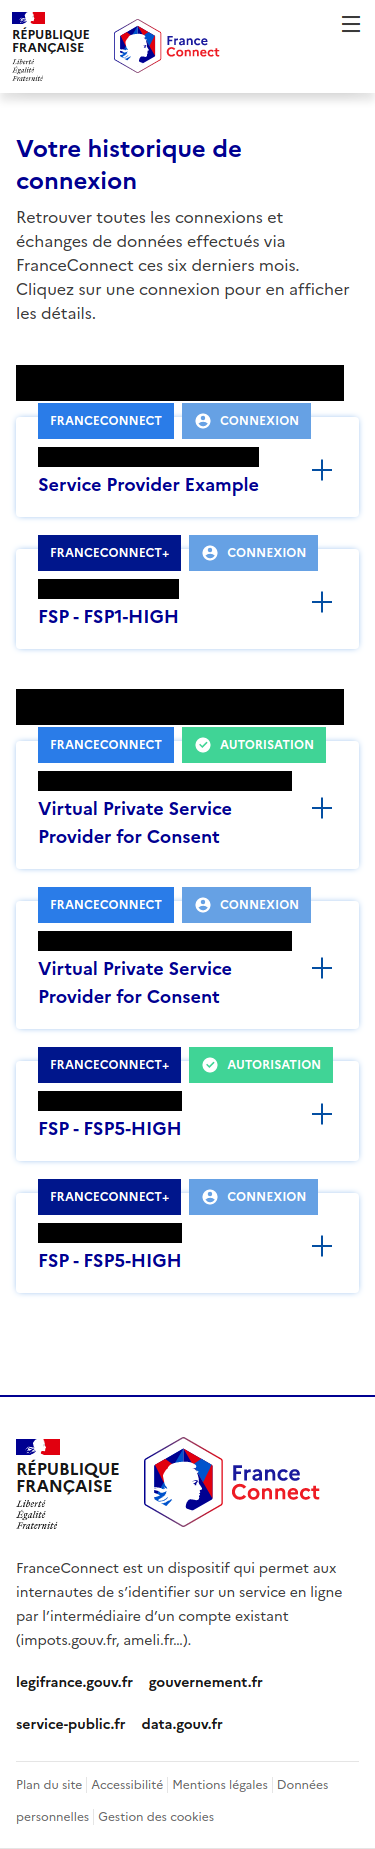 RÉPUBLIQUE
FRANÇAISE
Liberté
Égalité
Fraternité
France
Connect
Votre historique de
connexion
Retrouver toutes les connexions et
échanges de données effectués via
FranceConnect ces six derniers mois.
Cliquez sur une connexion pour en afficher
les détails.
FRANCECONNECT CONNEXION
Service Provider Example
FRANCECONNECT+ CONNEXION
FSP - FSP1-HIGH
FRANCECONNECT AUTORISATION
Virtual Private Service
Provider for Consent
FRANCECONNECT CONNEXION
Virtual Private Service
Provider for Consent
FRANCECONNECT+ AUTORISATION
FSP - FSP5-HIGH
FRANCECONNECT+ CONNEXION
FSP - FSP5-HIGH
RÉPUBLIQUE
FRANÇAISE
Liberté
Égalité
Fraternité
France
Connect
FranceConnect est un dispositif qui permet aux
internautes de s’identifier sur un service en ligne
par l’intermédiaire d’un compte existant
(impots.gouv.fr, ameli.fr…).
legifrance.gouv.fr gouvernement.fr
service-public.fr data.gouv.fr
Plan du site Accessibilité Mentions légales Données
personnelles Gestion des cookies